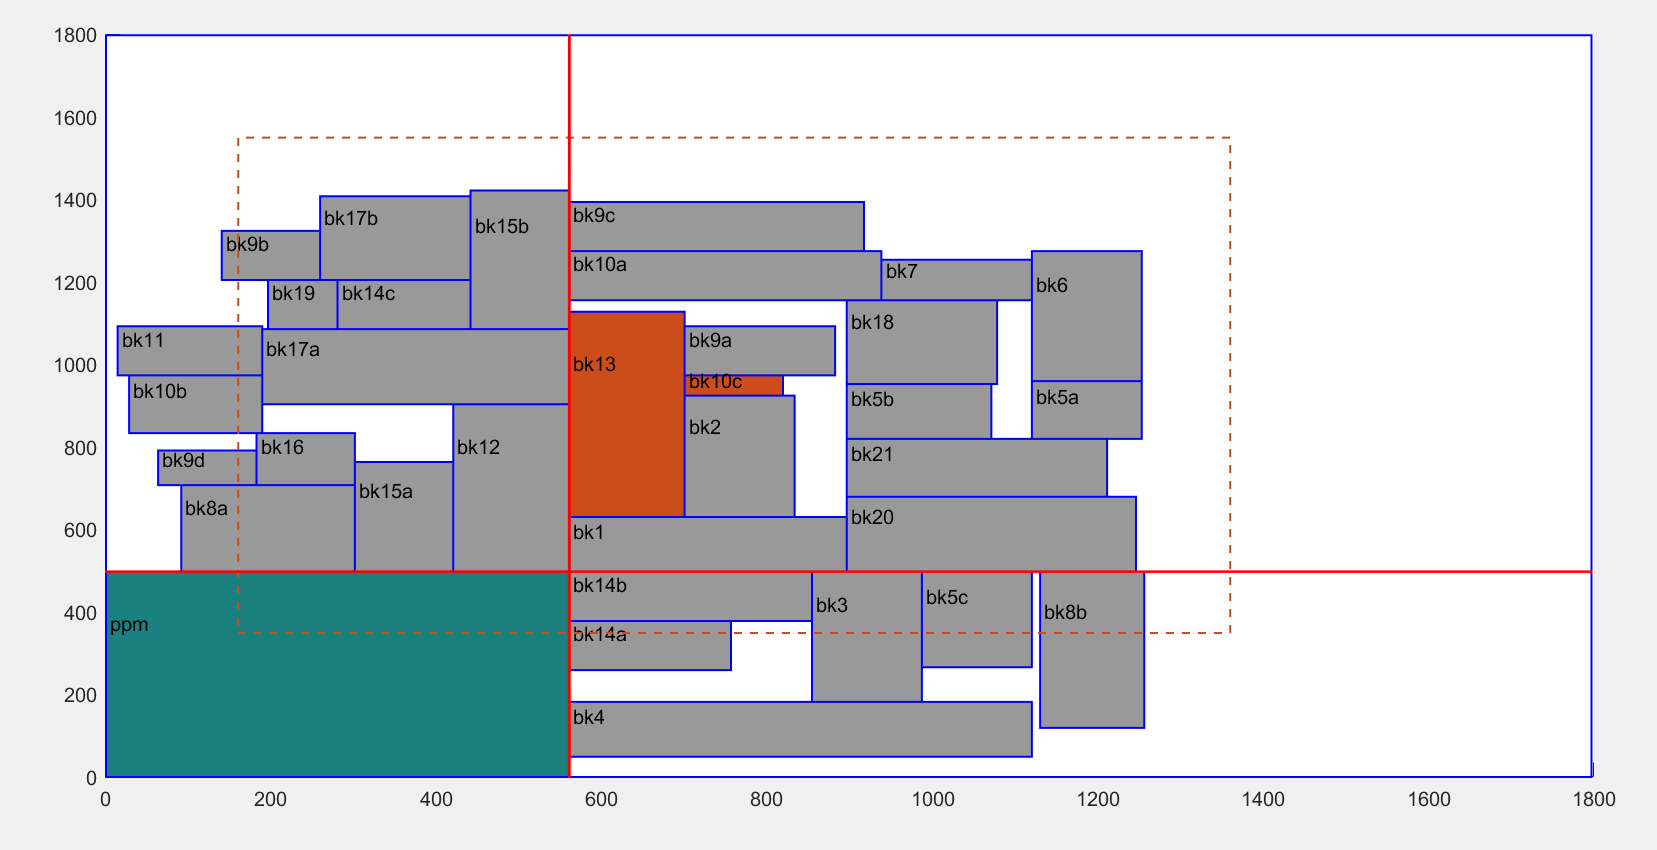 1800
1600
1400
1200
1000
800
600
400
200
0
0 200 400 600 800 1000 1200 1400 1600 1800
bk17b
bk15b
bk9c
bk9b
bk10a
bk7
bk6
bk19
bk14c
bk18
bk11
bk17a
bk9a
bk13
bk10c
bk10b
bk5b
bk5a
bk2
bk16
bk12
bk21
bk9d
bk15a
bk8a
bk20
bk1
bk14b
bk5c
bk3
bk8b
ppm
bk14a
bk4